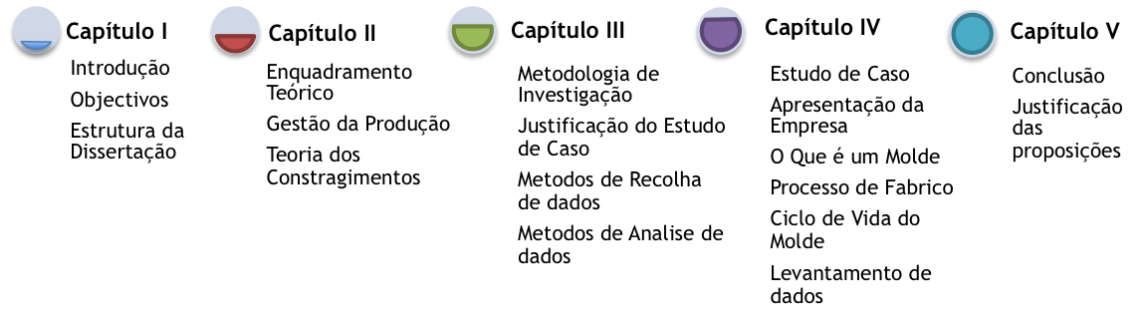 Capítulo I
Introdução
Objectivos
Estrutura da
Dissertação
Capítulo II
Enquadramento
Teórico
Gestão da Produção
Teoria dos
Constragimentos
Capítulo III
Metodologia de
Investigação
Justificação do Estudo
de Caso
Metodos de Recolha
de dados
Metodos de Analise de
dados
Capítulo IV
Estudo de Caso
Apresentação da
Empresa
O Que é um Molde
Processo de Fabrico
Ciclo de Vida do
Molde
Levantamento de
dados
Capítulo V
Conclusão
Justificação
das
proposições